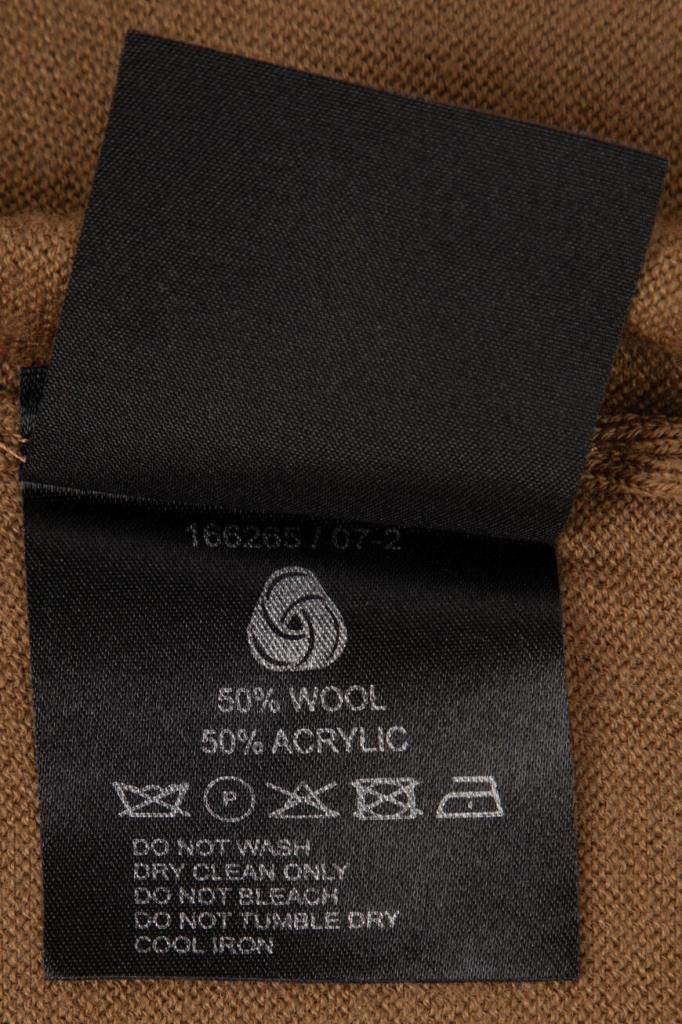 166265 / 07-2
50% WOOL
50% ACRYLIC
P
DO NOT WASH
DRY CLEAN ONLY
DO NOT BLEACH
DO NOT TUMBLE DRY
COOL IRON